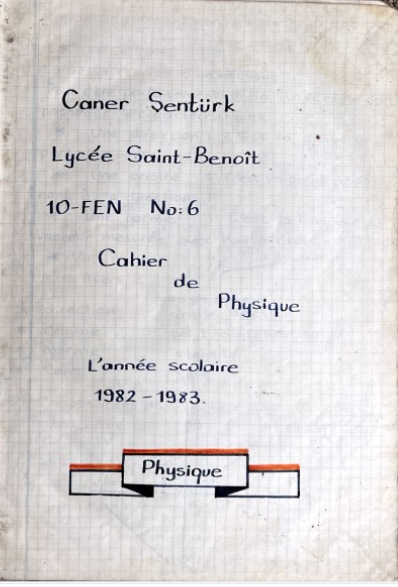 Caner Şentürk
Lycée Saint-Benoît
10-FEN No: 6
Cahier
de
Physique
L'année scolaire
1982 - 1983.
Physique